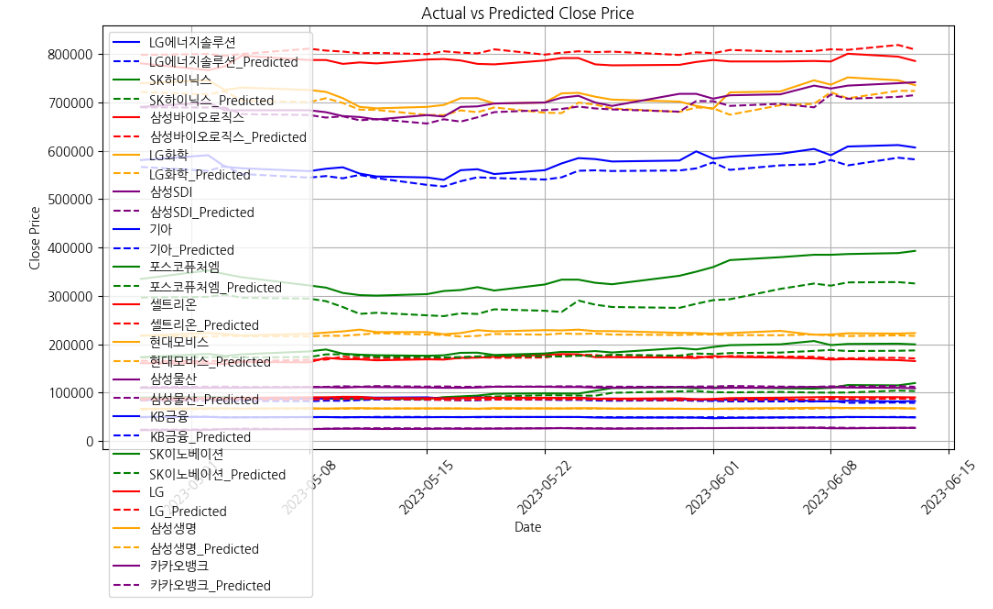 Actual vs Predicted Close Price
Close Price
800000
700000
600000
500000
400000
300000
200000
100000
0
LG에너지솔루션
LG에너지솔루션_Predicted
SK하이닉스
SK하이닉스_Predicted
삼성바이오로직스
삼성바이오로직스_Predicted
LG화학
LG화학_Predicted
삼성SDI
삼성SDI_Predicted
기아
기아_Predicted
포스코퓨처엠
포스코퓨처엠_Predicted
셀트리온
셀트리온_Predicted
현대모비스
현대모비스_Predicted
삼성물산
삼성물산_Predicted
KB금융
KB금융_Predicted
SK이노베이션
SK이노베이션_Predicted
LG
LG_Predicted
삼성생명
삼성생명_Predicted
카카오뱅크
카카오뱅크_Predicted
2023-05-08
2023-05-15
2023-05-22
2023-06-01
2023-06-08
2023-06-15
Date